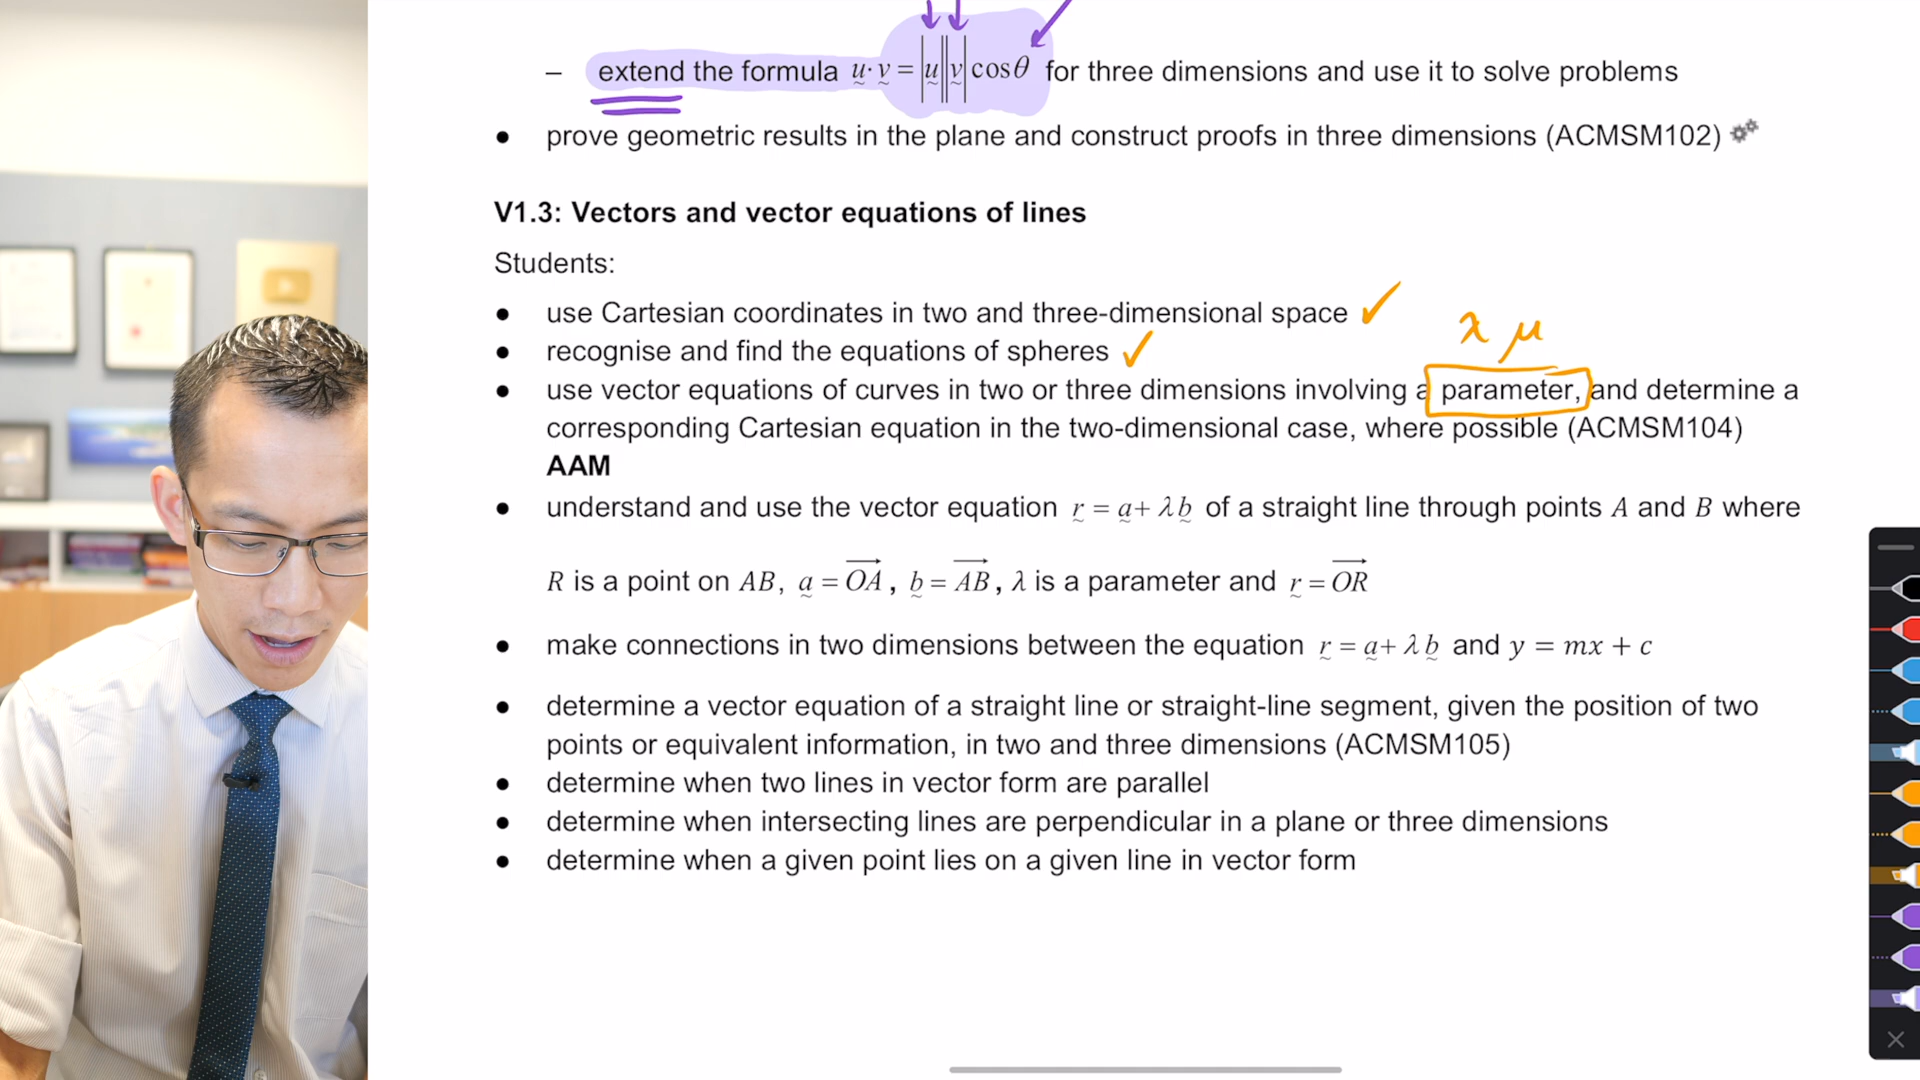 – extend the formula u · v = |u||v| cosθ for three dimensions and use it to solve problems
● prove geometric results in the plane and construct proofs in three dimensions (ACMSM102)
V1.3: Vectors and vector equations of lines
Students:
● use Cartesian coordinates in two and three-dimensional space ✓
● recognise and find the equations of spheres ✓
λ μ
● use vector equations of curves in two or three dimensions involving a parameter, and determine a
corresponding Cartesian equation in the two-dimensional case, where possible (ACMSM104)
AAM
● understand and use the vector equation r = a + λb of a straight line through points A and B where
R is a point on AB, a = OA, b = AB, λ is a parameter and r = OR
● make connections in two dimensions between the equation r = a + λb and y = mx + c
● determine a vector equation of a straight line or straight-line segment, given the position of two
points or equivalent information, in two and three dimensions (ACMSM105)
● determine when two lines in vector form are parallel
● determine when intersecting lines are perpendicular in a plane or three dimensions
● determine when a given point lies on a given line in vector form